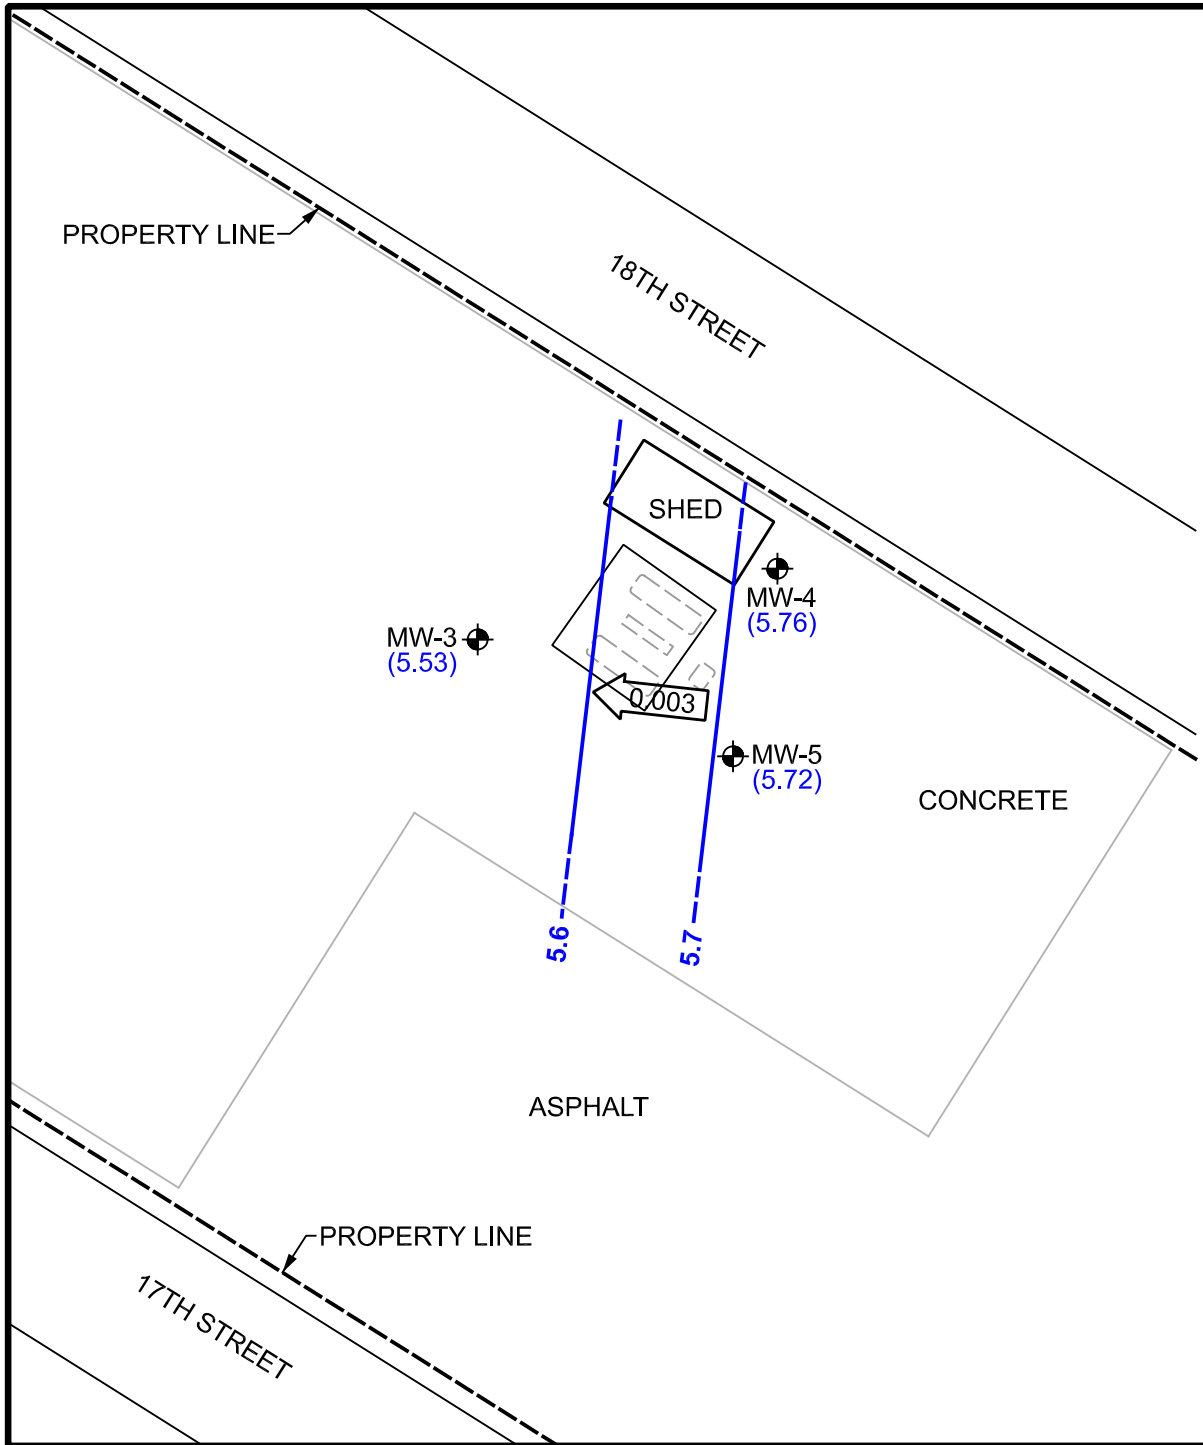 PROPERTY LINE
18TH STREET
SHED
MW-4
(5.76)
MW-3
(5.53)
0.003
MW-5
(5.72)
CONCRETE
5.6
5.7
ASPHALT
PROPERTY LINE
17TH STREET